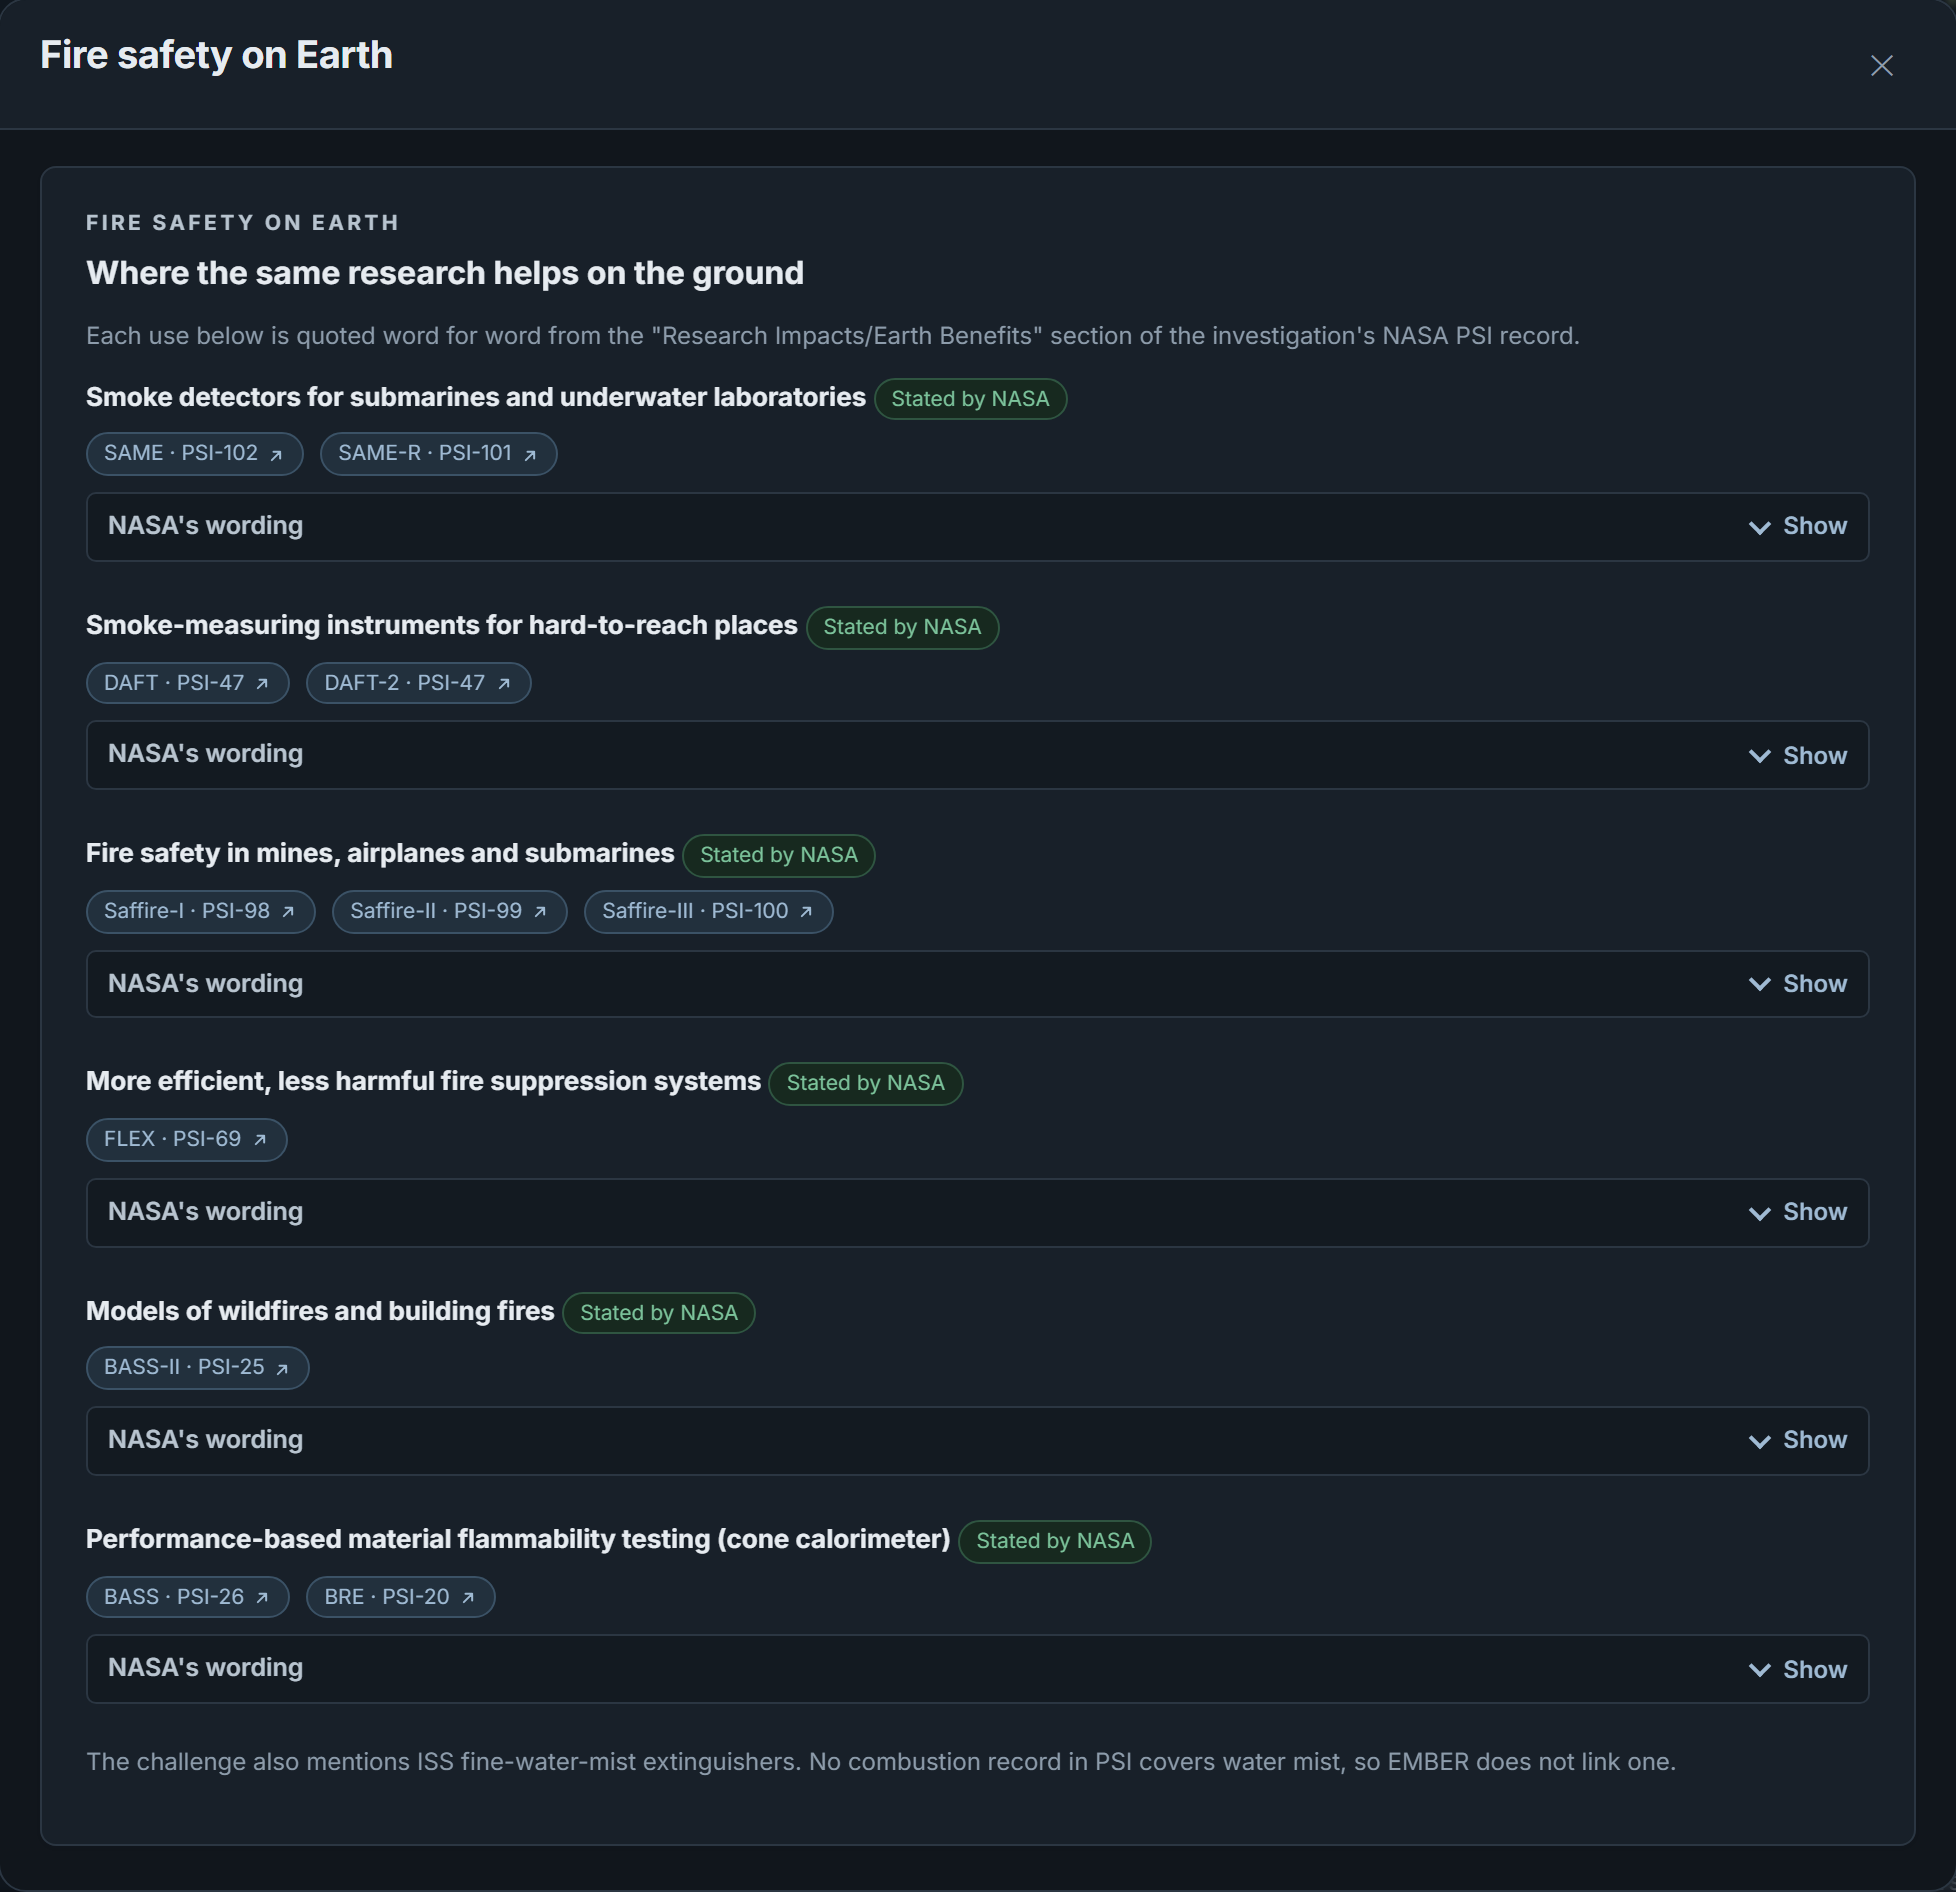 Fire safety on Earth
FIRE SAFETY ON EARTH
Where the same research helps on the ground
Each use below is quoted word for word from the "Research Impacts/Earth Benefits" section of the investigation's NASA PSI record.
Smoke detectors for submarines and underwater laboratories Stated by NASA
SAME · PSI-102 ↗ SAME-R · PSI-101 ↗
NASA's wording Show
Smoke-measuring instruments for hard-to-reach places Stated by NASA
DAFT · PSI-47 ↗ DAFT-2 · PSI-47 ↗
NASA's wording Show
Fire safety in mines, airplanes and submarines Stated by NASA
Saffire-I · PSI-98 ↗ Saffire-II · PSI-99 ↗ Saffire-III · PSI-100 ↗
NASA's wording Show
More efficient, less harmful fire suppression systems Stated by NASA
FLEX · PSI-69 ↗
NASA's wording Show
Models of wildfires and building fires Stated by NASA
BASS-II · PSI-25 ↗
NASA's wording Show
Performance-based material flammability testing (cone calorimeter) Stated by NASA
BASS · PSI-26 ↗ BRE · PSI-20 ↗
NASA's wording Show
The challenge also mentions ISS fine-water-mist extinguishers. No combustion record in PSI covers water mist, so EMBER does not link one.